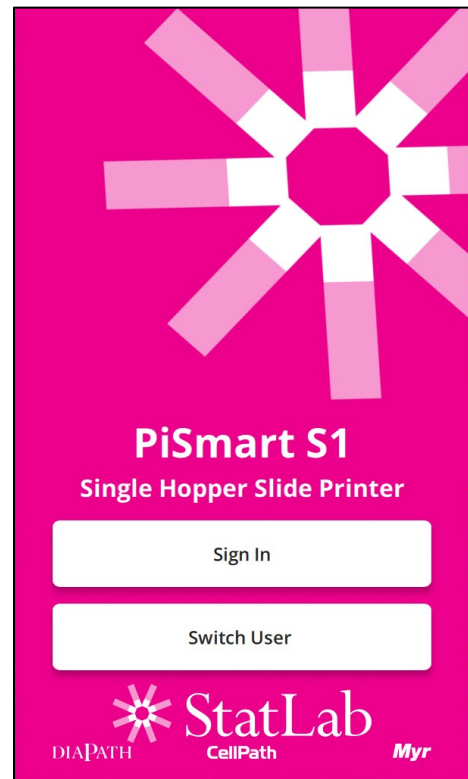 PiSmart S1
Single Hopper Slide Printer
Sign In
Switch User
StatLab
DIAPATH CellPath Myr